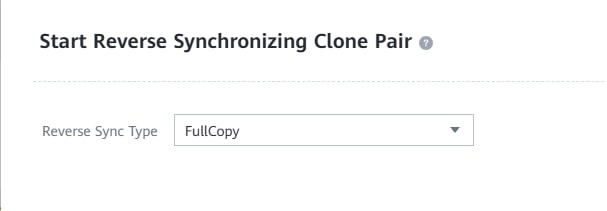 Start Reverse Synchronizing Clone Pair ?
Reverse Sync Type FullCopy